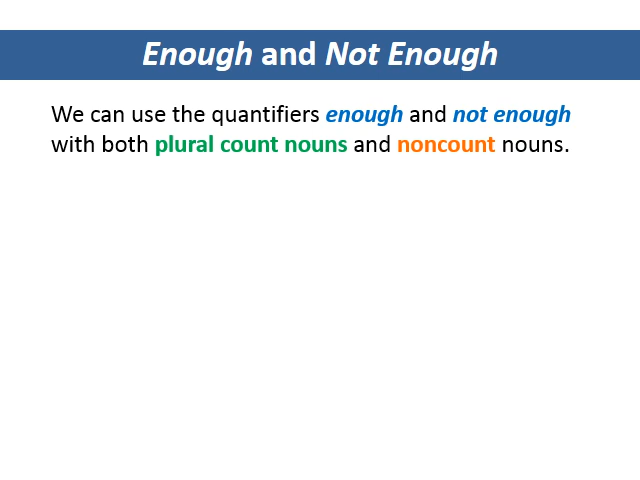 Enough and Not Enough
We can use the quantifiers enough and not enough
with both plural count nouns and noncount nouns.